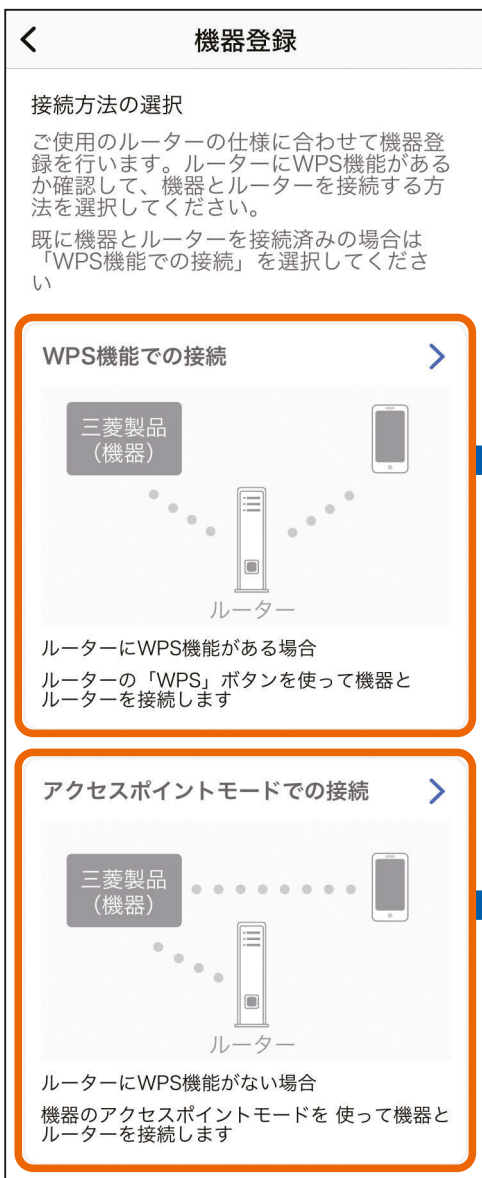 機器登録
接続方法の選択
ご使用のルーターの仕様に合わせて機器登
録を行います。ルーターにWPS機能がある
か確認して、機器とルーターを接続する方
法を選択してください。
既に機器とルーターを接続済みの場合は
「WPS機能での接続」を選択してくださ
い
WPS機能での接続
三菱製品
（機器）
ルーター
ルーターにWPS機能がある場合
ルーターの「WPS」ボタンを使って機器と
ルーターを接続します
アクセスポイントモードでの接続
三菱製品
（機器）
ルーター
ルーターにWPS機能がない場合
機器のアクセスポイントモードを 使って機器と
ルーターを接続します